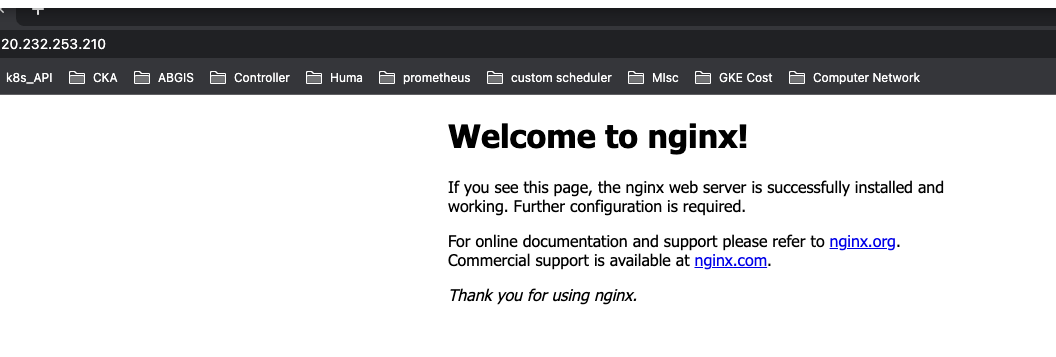 20.232.253.210
k8s_API CKA ABGIS Controller Huma prometheus custom scheduler MIsc GKE Cost Computer Network
Welcome to nginx!
If you see this page, the nginx web server is successfully installed and
working. Further configuration is required.
For online documentation and support please refer to nginx.org.
Commercial support is available at nginx.com.
Thank you for using nginx.